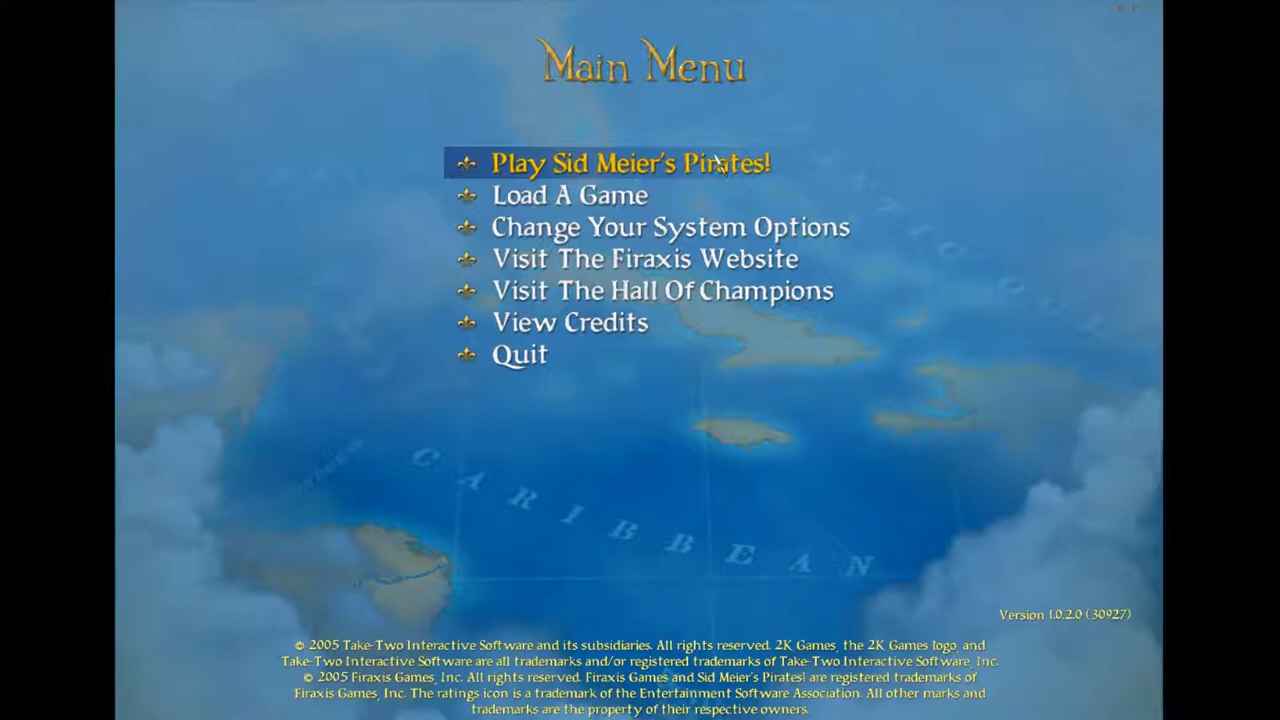 Main Menu
Play Sid Meier's Pirates!
Load A Game
Change Your System Options
Visit The Firaxis Website
Visit The Hall Of Champions
View Credits
Quit
CARIBBEAN
Version 1.0.2.0 (30927)
© 2005 Take-Two Interactive Software and its subsidiaries. All rights reserved. 2K Games, the 2K Games logo, and
Take-Two Interactive Software are all trademarks and/or registered trademarks of Take-Two Interactive Software, Inc.
© 2005 Firaxis Games, Inc. All rights reserved. Firaxis Games and Sid Meier's Pirates! are registered trademarks of
Firaxis Games, Inc. The ratings icon is a trademark of the Entertainment Software Association. All other marks and
trademarks are the property of their respective owners.